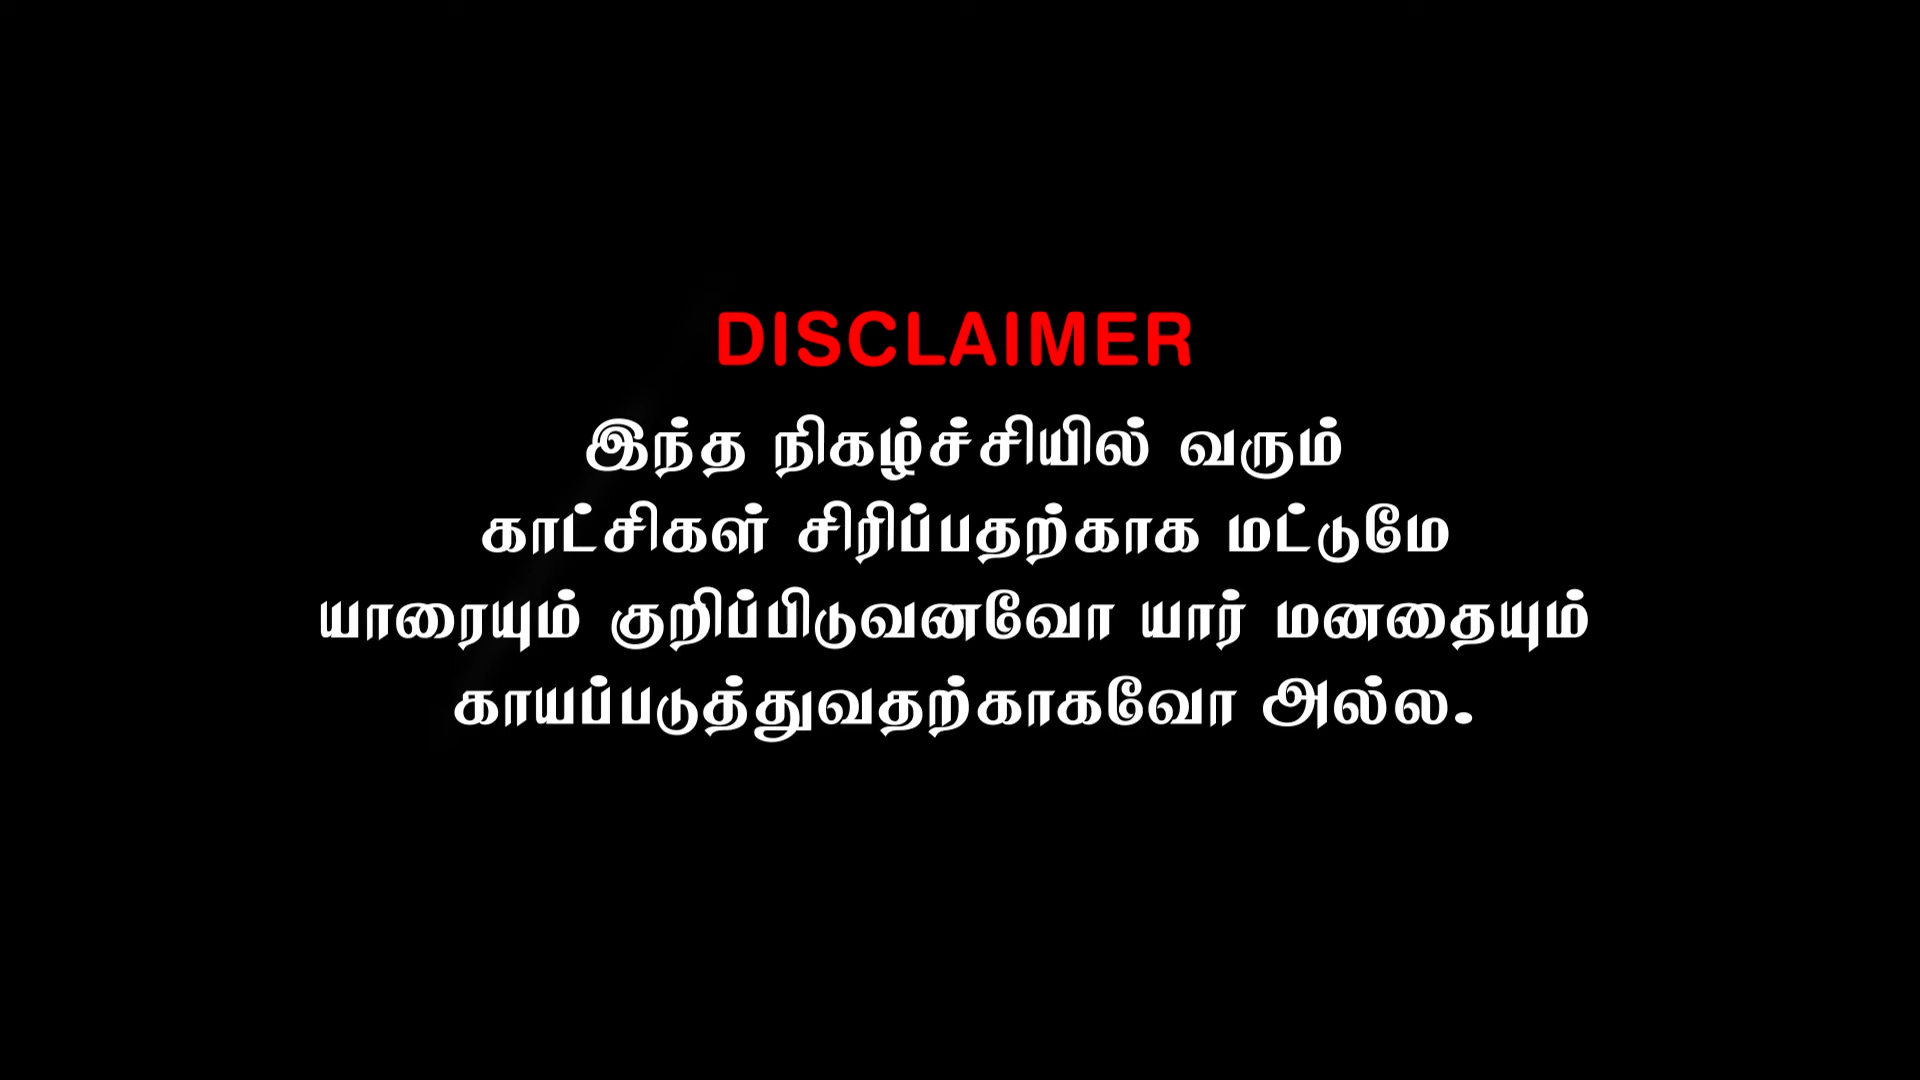 DISCLAIMER
இந்த நிகழ்ச்சியில் வரும்
காட்சிகள் சிரிப்பதற்காக மட்டுமே
யாரையும் குறிப்பிடுவனவோ யார் மனதையும்
காயப்படுத்துவதற்காகவோ அல்ல.